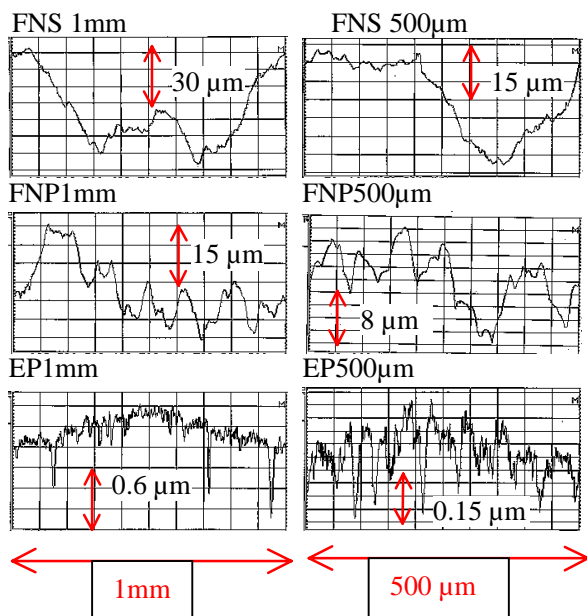 FNS 1mm
FNS 500µm
30 µm
15 µm
FNP1mm
FNP500µm
15 µm
8 µm
EP1mm
EP500µm
0.6 µm
0.15 µm
1mm
500 µm